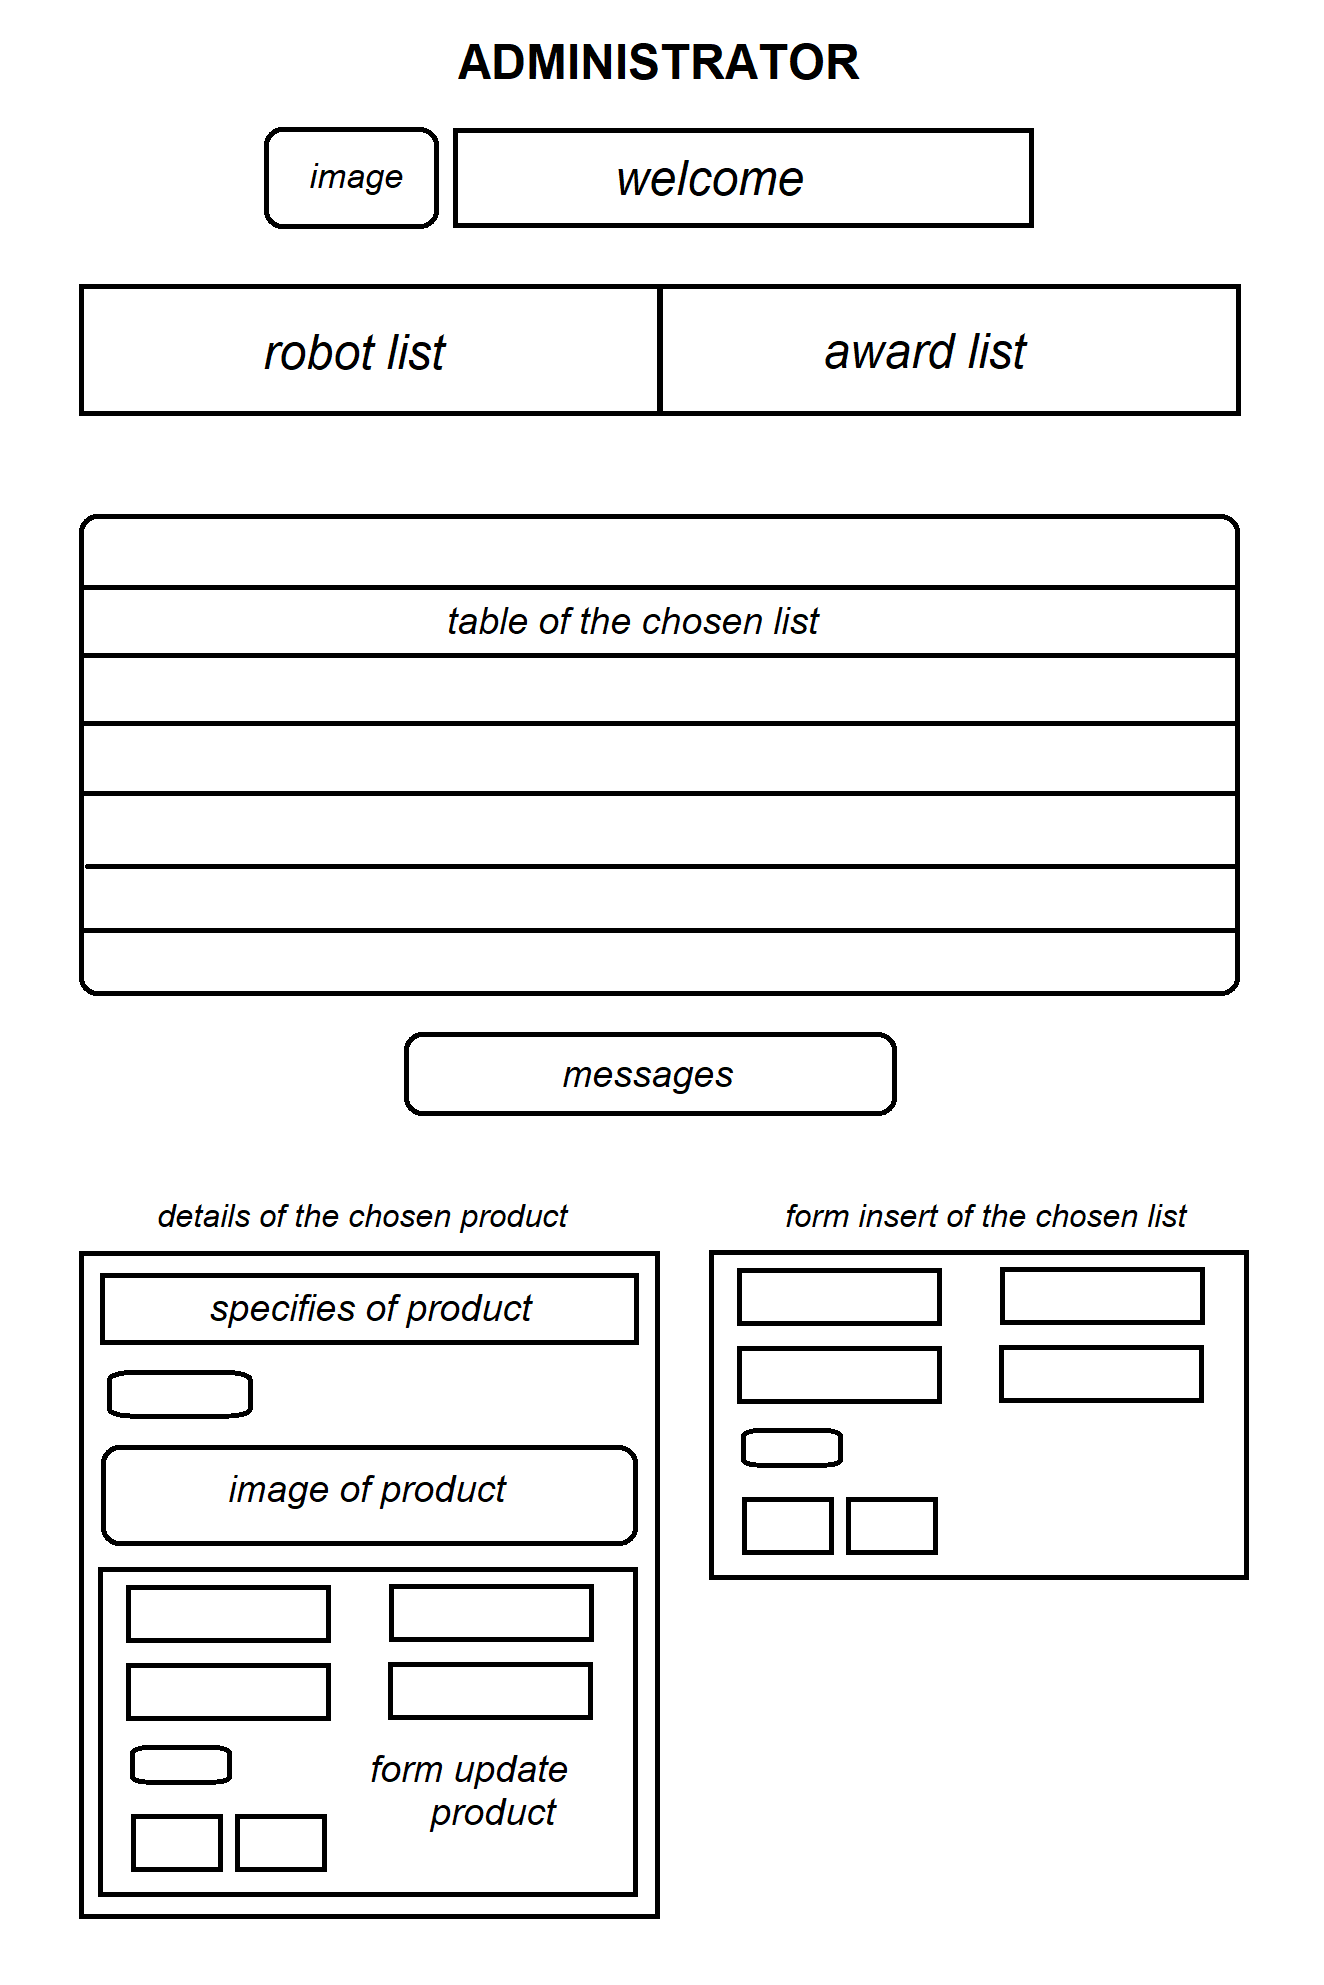 ADMINISTRATOR
image
welcome
robot list
award list
table of the chosen list
messages
details of the chosen product
form insert of the chosen list
specifies of product
image of product
form update
product